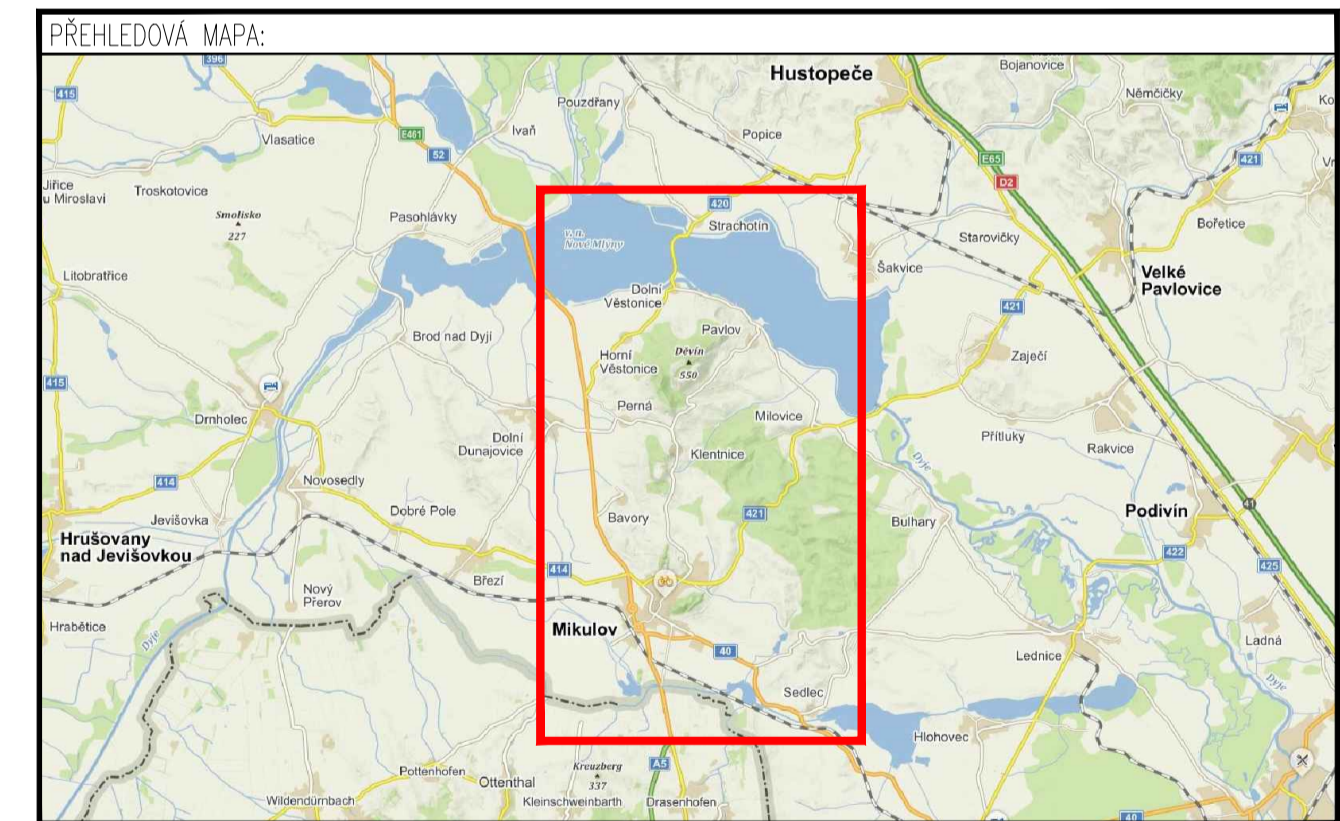 PŘEHLEDOVÁ MAPA:
396
Hustopeče
Bojanovice
415
Pouzdřany
Němčičky
Ivaň
E461
Popice
Vlasatice
52
E65
421
D2
Jiřice
u Miroslavi
Troskotovice
Smolisko
227
Pasohlávky
420
Strachotín
Bořetice
v. n.
Nové Mlýny
Starovičky
Litobratřice
Šakvice
Velké
Pavlovice
Dolní
Věstonice
421
Brod nad Dyjí
Pavlov
Horní
Věstonice
Děvín
550
Zaječí
415
Perná
Drnholec
Milovice
Dolní
Dunajovice
Přítluky
Rakvice
Klentnice
Dyje
414
Novosedly
Jevišovka
Dobré Pole
Bavory
421
Bulhary
Podivín
41
Hrušovany
nad Jevišovkou
422
425
414
Březí
Nový
Přerov
Hrabětice
Dyje
Mikulov
40
Lednice
Ladná
Dyje
Sedlec
Hlohovec
A5
Pottenhofen
Ottenthal
Kreuzberg
337
Wildendürnbach
Kleinschweinbarth
Drasenhofen
40